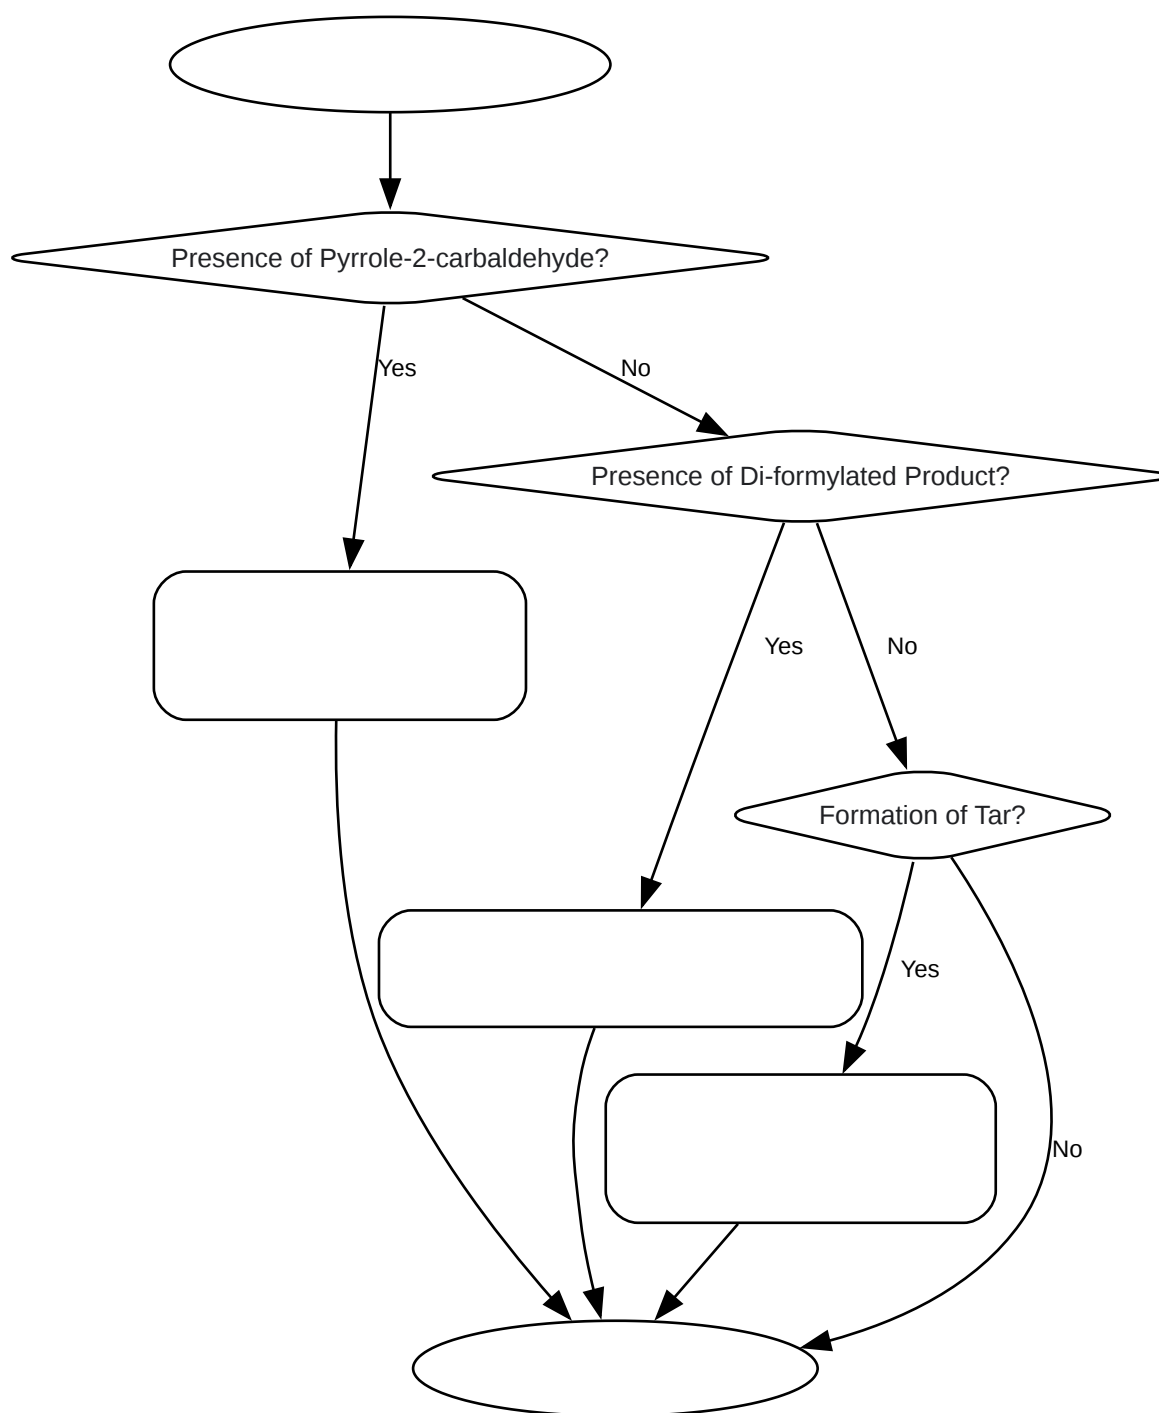 Presence of Pyrrole-2-carbaldehyde?
Yes
No
Presence of Di-formylated Product?
Yes
No
Formation of Tar?
Yes
No